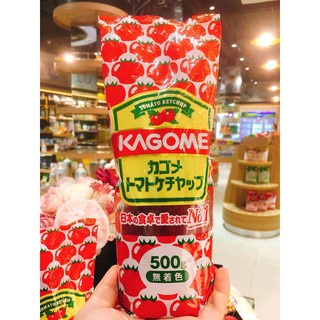 TOMATO KETCHUP
KAGOME
カゴメ
トマトケチャップ
日本の食卓で愛されてNo.1
500g
無着色